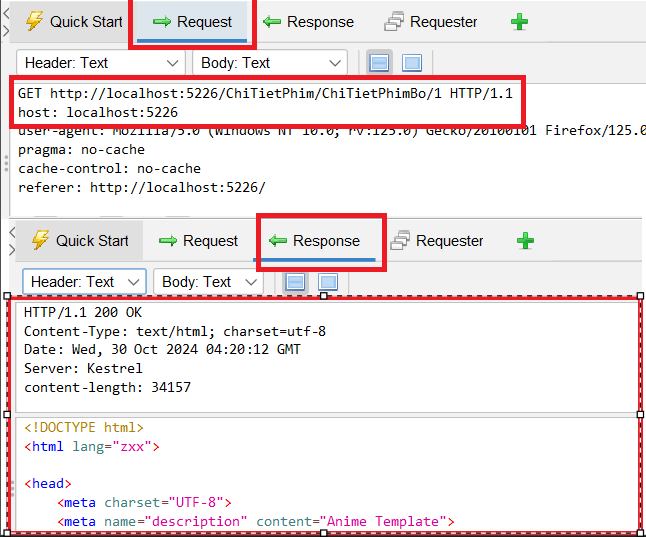 Quick Start Request Response Requester
Header: Text Body: Text
GET http://localhost:5226/ChiTietPhim/ChiTietPhimBo/1 HTTP/1.1
host: localhost:5226
user-agent: Mozilla/5.0 (Windows NT 10.0; rv:125.0) Gecko/20100101 Firefox/125.0
pragma: no-cache
cache-control: no-cache
referer: http://localhost:5226/
Quick Start Request Response Requester
Header: Text Body: Text
HTTP/1.1 200 OK
Content-Type: text/html; charset=utf-8
Date: Wed, 30 Oct 2024 04:20:12 GMT
Server: Kestrel
content-length: 34157
<!DOCTYPE html>
<html lang="zxx">
<head>
<meta charset="UTF-8">
<meta name="description" content="Anime Template">